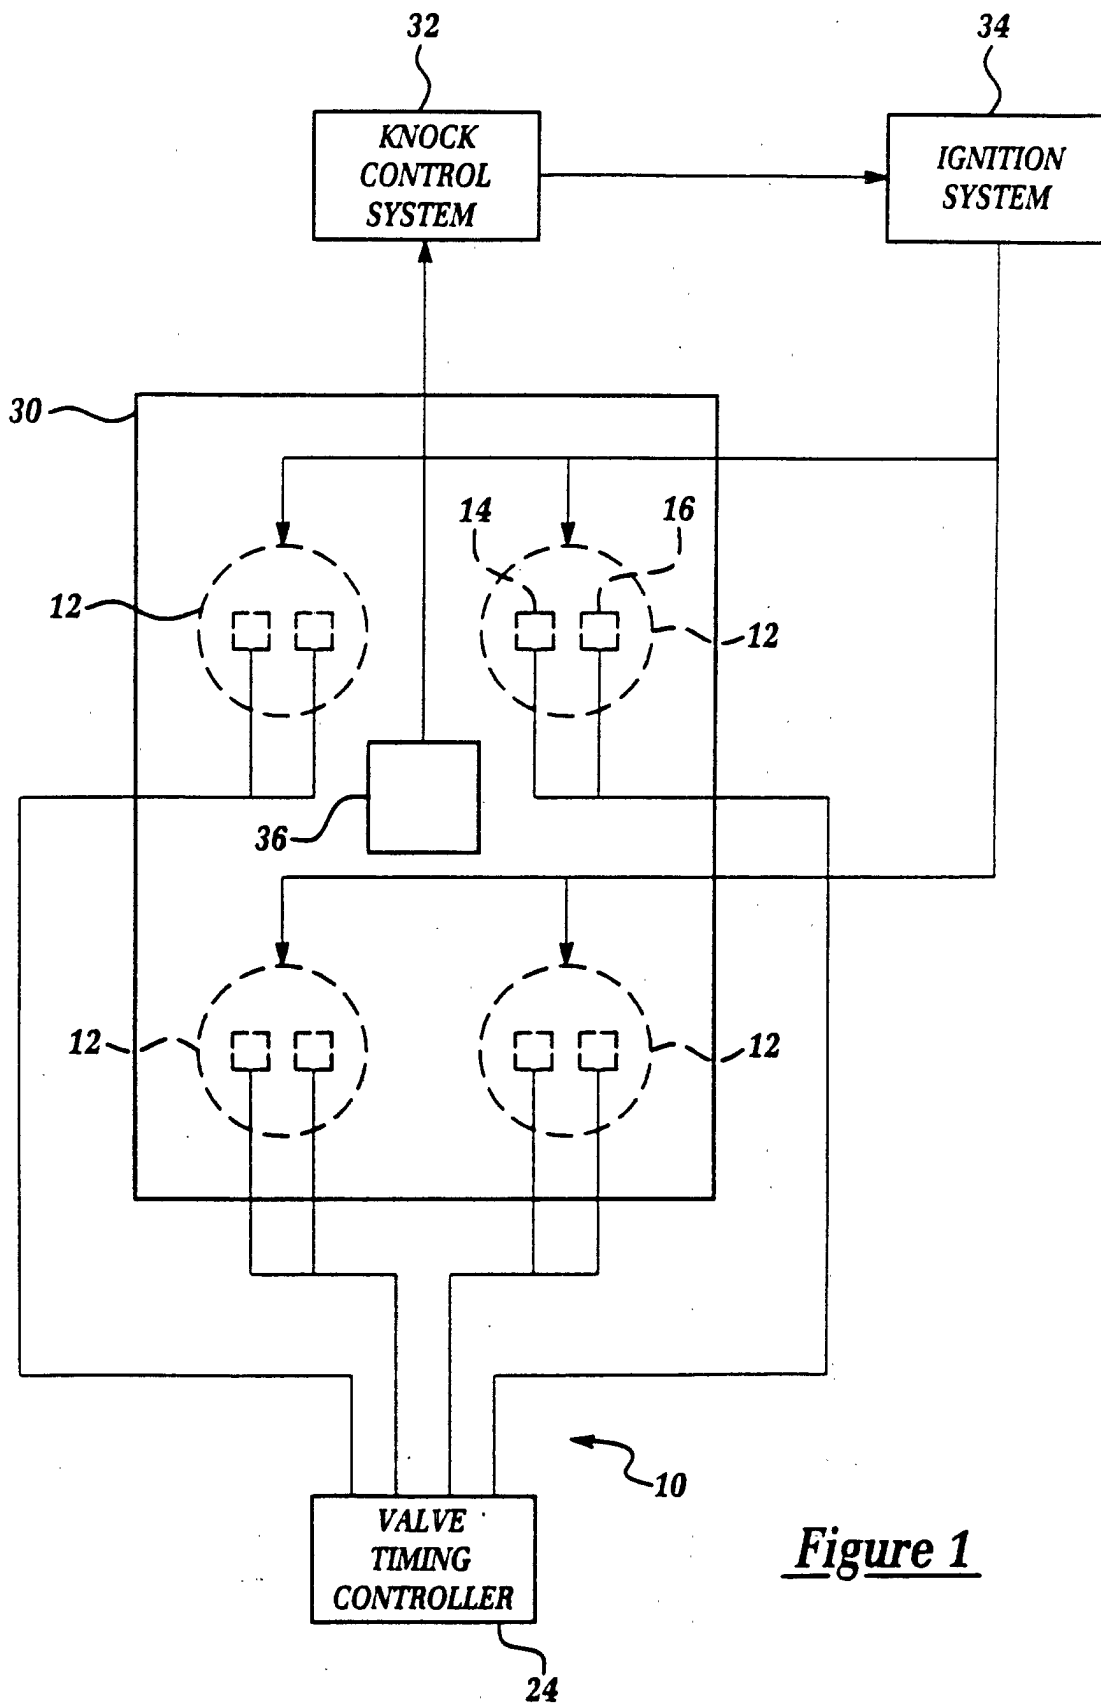 32
34
KNOCK
CONTROL
SYSTEM
IGNITION
SYSTEM
30
14
16
12
12
36
12
12
10
VALVE
TIMING
CONTROLLER
Figure 1
24